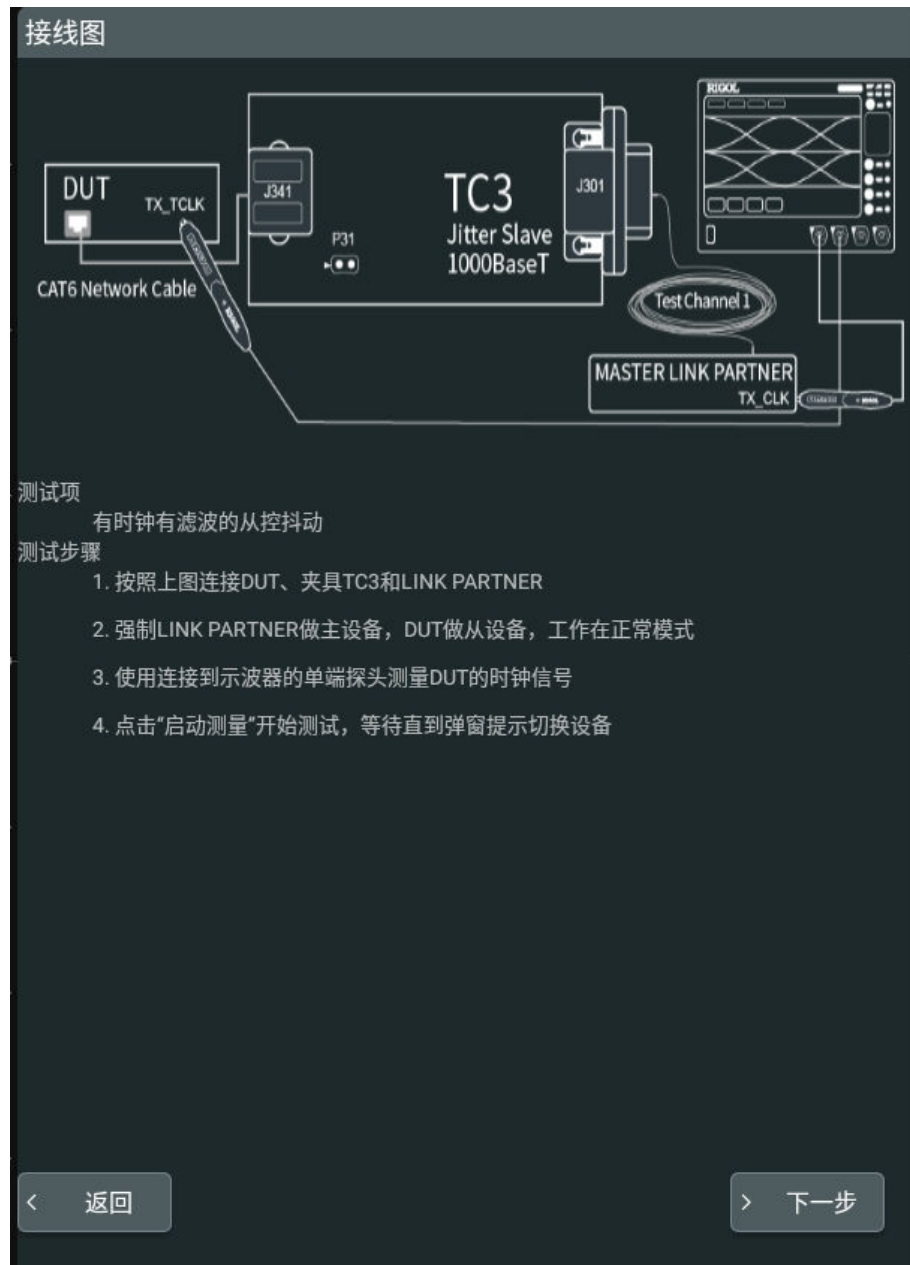 接线图
RIGOL
DUT
TX_TCLK
J341
P31
TC3
Jitter Slave
1000BaseT
J301
CAT6 Network Cable
Test Channel 1
MASTER LINK PARTNER
TX_CLK
测试项
有时钟有滤波的从控抖动
测试步骤
1. 按照上图连接DUT、夹具TC3和LINK PARTNER
2. 强制LINK PARTNER做主设备，DUT做从设备，工作在正常模式
3. 使用连接到示波器的单端探头测量DUT的时钟信号
4. 点击“启动测量”开始测试，等待直到弹窗提示切换设备
返回
下一步